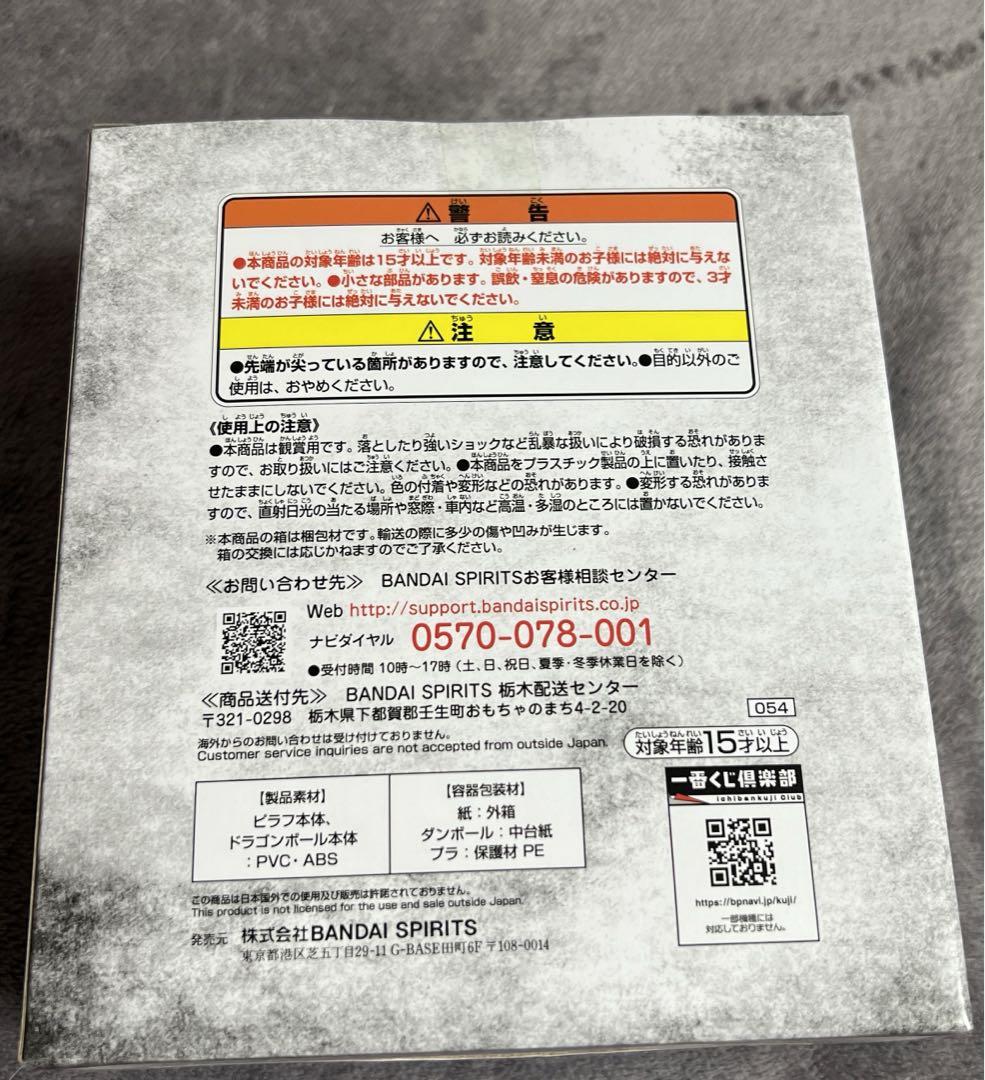 ⚠警告
お客様へ 必ずお読みください。
●本商品の対象年齢は15才以上です。対象年齢未満のお子様には絶対に与えな
いでください。●小さな部品があります。誤飲・窒息の危険がありますので、3才
未満のお子様には絶対に与えないでください。
⚠注意
●先端が尖っている箇所がありますので、注意してください。●目的以外のご
使用は、おやめください。
《使用上の注意》
●本商品は観賞用です。落としたり強いショックなど乱暴な扱いにより破損する恐れがありま
すので、お取り扱いにはご注意ください。●本商品をプラスチック製品の上に置いたり、接触さ
せたままにしないでください。色の付着や変形などの恐れがあります。●変形する恐れがありま
すので、直射日光の当たる場所や窓際・車内など高温・多湿のところには置かないでください。
※本商品の箱は梱包材です。輸送の際に多少の傷や凹みが生じます。
箱の交換には応じかねますのでご了承ください。
≪お問い合わせ先≫ BANDAI SPIRITSお客様相談センター
Web http://support.bandaispirits.co.jp
ナビダイヤル 0570-078-001
●受付時間 10時～17時(土、日、祝日、夏季・冬季休業日を除く)
≪商品送付先≫ BANDAI SPIRITS 栃木配送センター
〒321-0298 栃木県下都賀郡壬生町おもちゃのまち4-2-20
054
海外からのお問い合わせは受け付けておりません。
Customer service inquiries are not accepted from outside Japan.
対象年齢15才以上
【製品素材】
ピラフ本体、
ドラゴンボール本体
:PVC・ABS
【容器包装材】
紙:外箱
ダンボール:中台紙
プラ:保護材 PE
一番くじ倶楽部
ichibankuji Club
https://bpnavi.jp/kuji/
一部機種には
対応しておりません。
この商品は日本国外での使用及び販売は許諾されておりません。
This product is not licensed for the use and sale outside Japan.
発売元 株式会社BANDAI SPIRITS
東京都港区芝五丁目29-11 G-BASE田町6F 〒108-0014